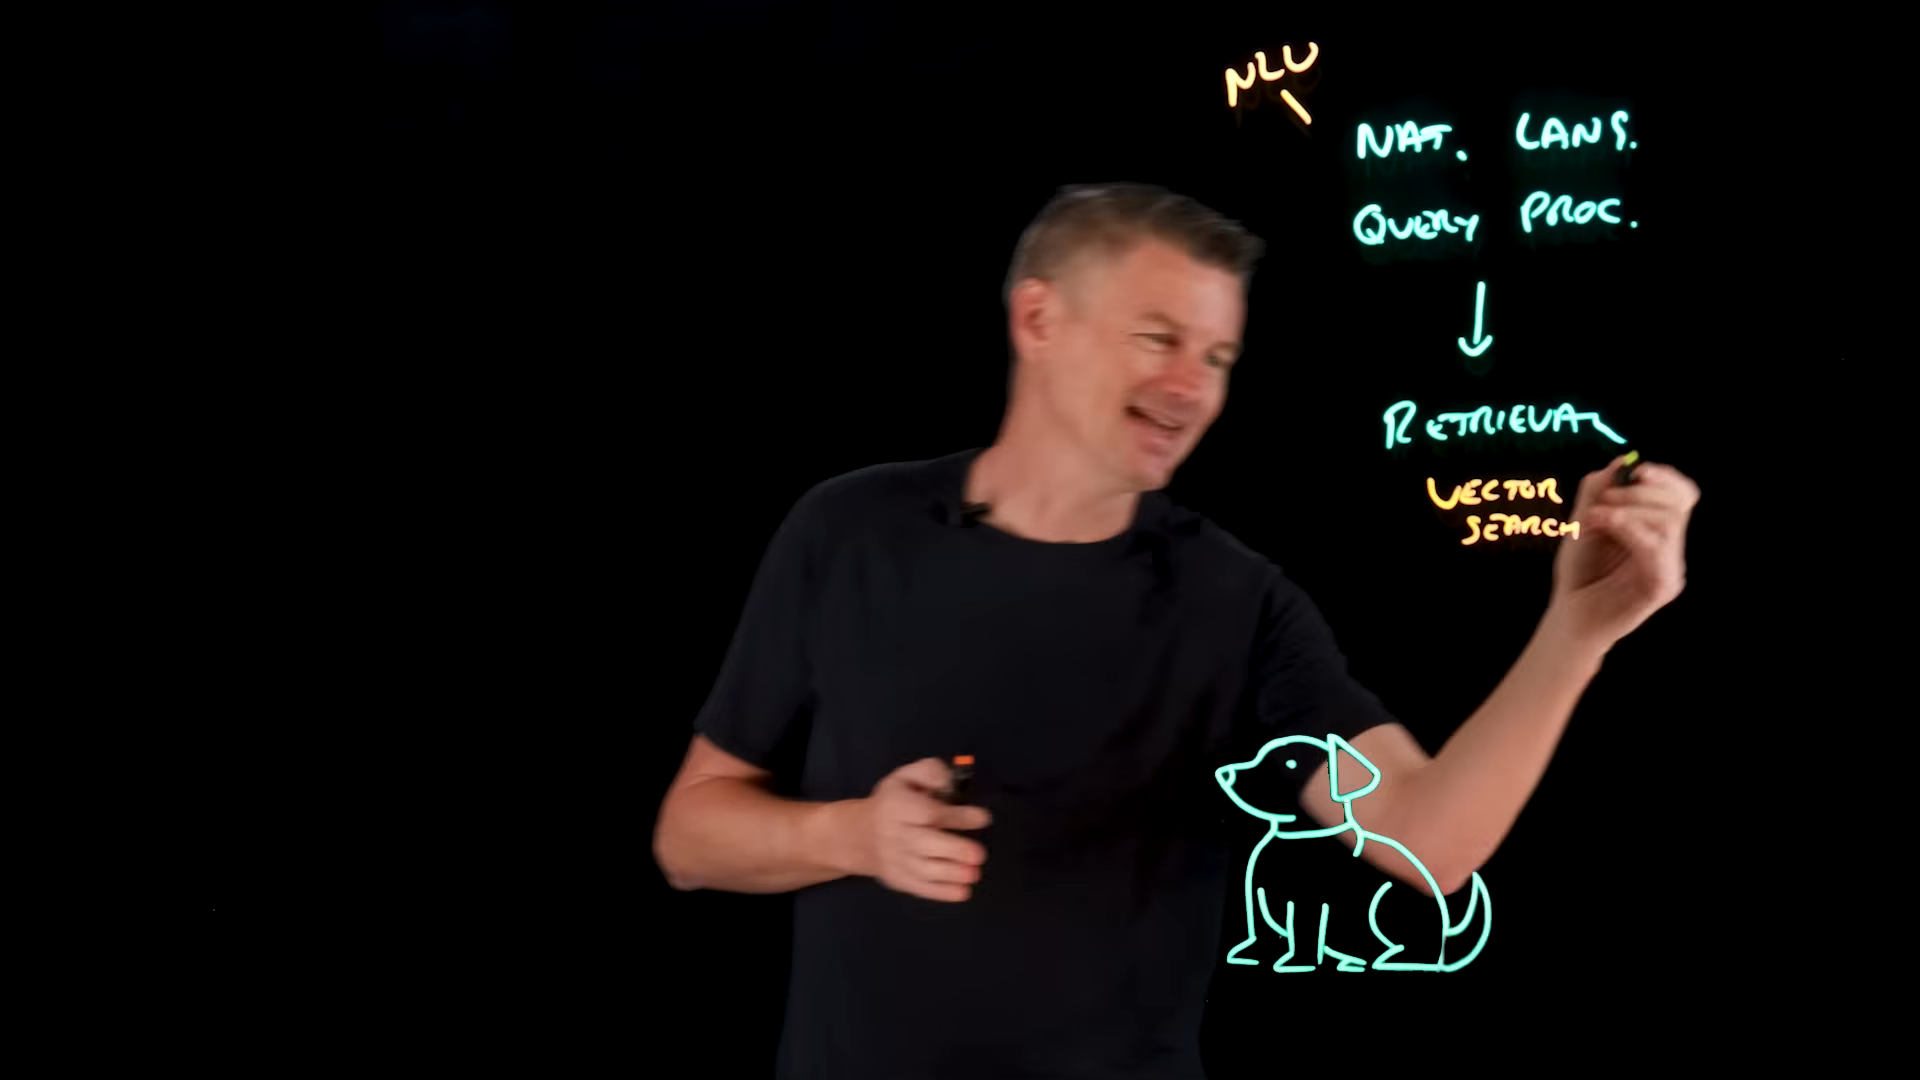 NLU
NAT. LANG.
QUERY PROC.
RETRIEVAL
VECTOR
SEARCH